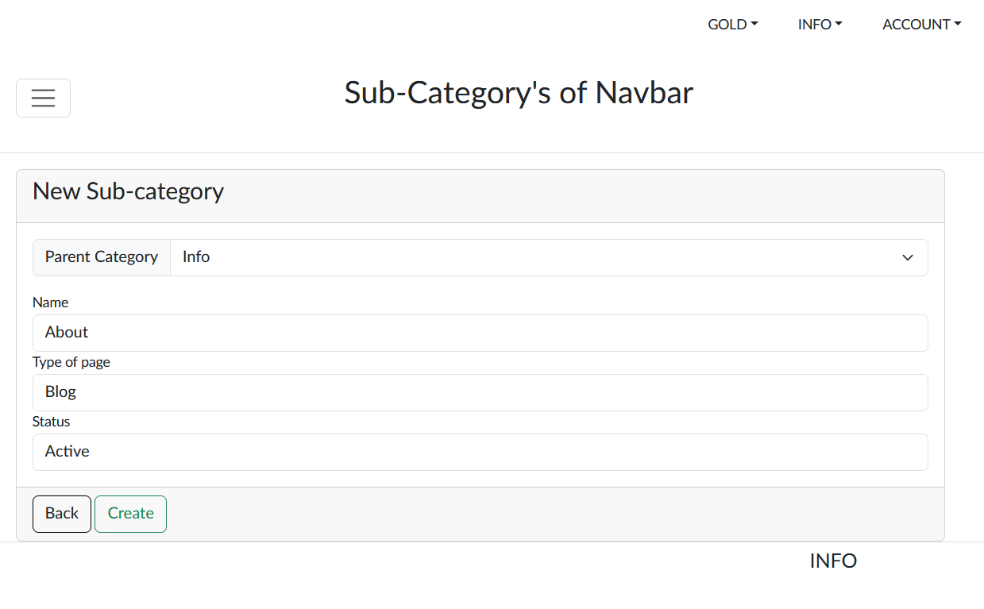 GOLD INFO ACCOUNT
Sub-Category's of Navbar
New Sub-category
Parent Category Info
Name
About
Type of page
Blog
Status
Active
Back Create
INFO